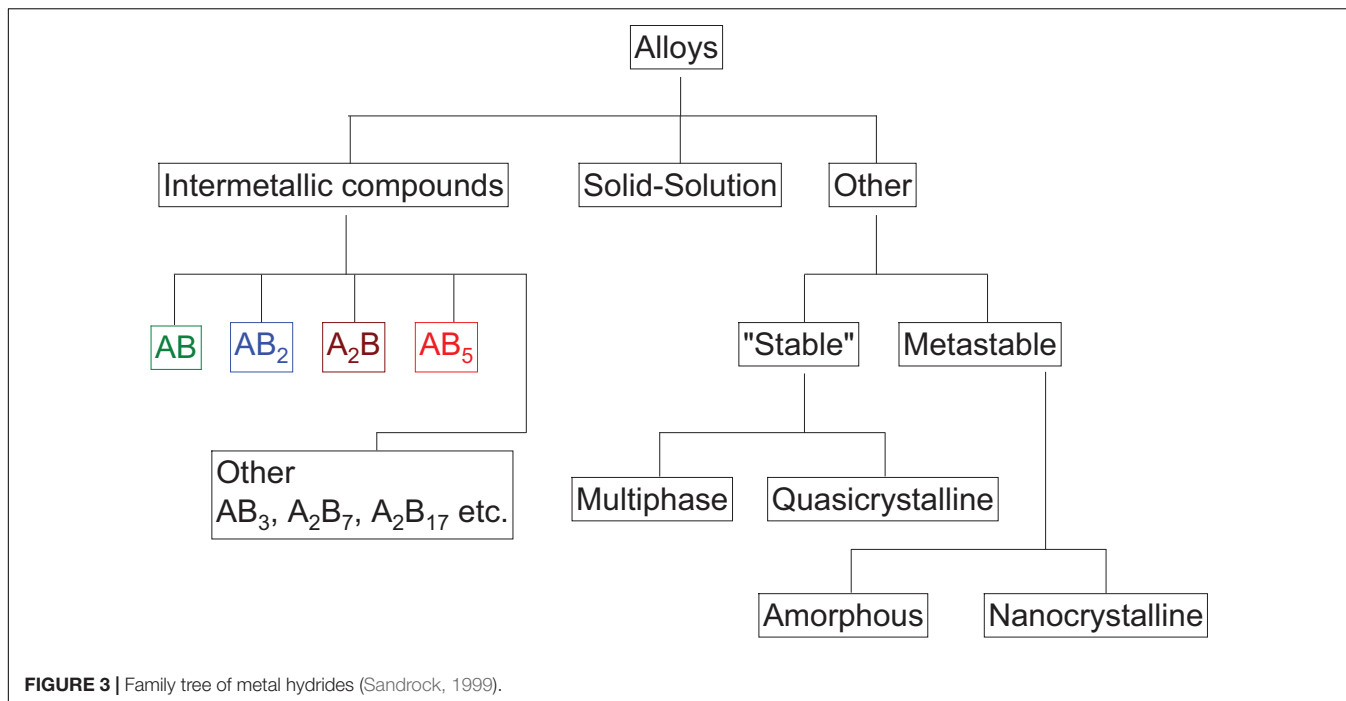 Alloys
Intermetallic compounds
Solid-Solution
Other
AB
AB₂
A₂B
AB₅
"Stable"
Metastable
Other
AB₃, A₂B₇, A₂B₁₇ etc.
Multiphase
Quasicrystalline
Amorphous
Nanocrystalline
FIGURE 3 | Family tree of metal hydrides (Sandrock, 1999).